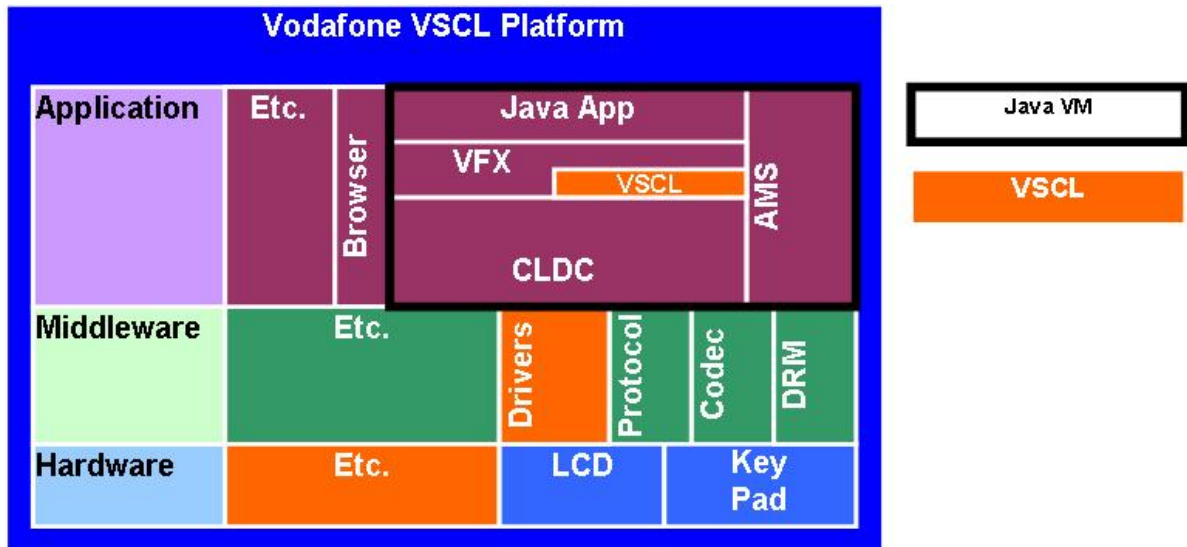 Vodafone VSCL Platform
Application
Etc.
Browser
Java App
VFX
VSCL
CLDC
AMS
Java VM
VSCL
Middleware
Etc.
Drivers
Protocol
Codec
DRM
Hardware
Etc.
LCD
Key
Pad